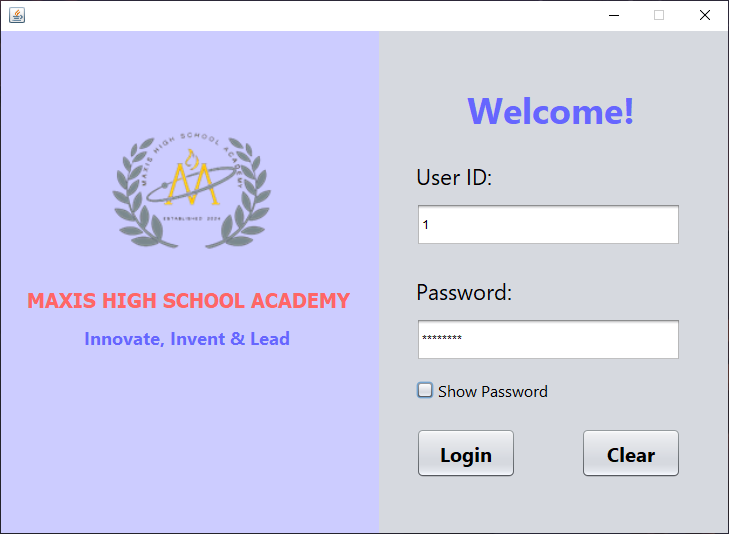 MAXIS HIGH SCHOOL ACADEMY
ESTABLISHED 2024
MAXIS HIGH SCHOOL ACADEMY
Innovate, Invent & Lead
Welcome!
User ID:
1
Password:
********
Show Password
Login
Clear